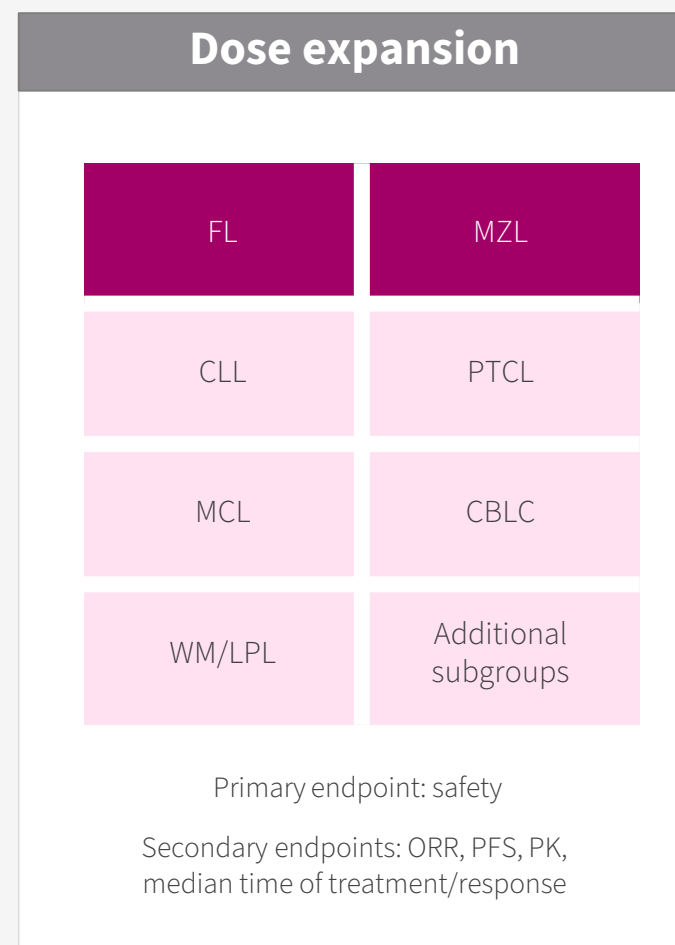 Dose expansion
FL
MZL
CLL
PTCL
MCL
CBLC
WM/LPL
Additional
subgroups
Primary endpoint: safety
Secondary endpoints: ORR, PFS, PK,
median time of treatment/response